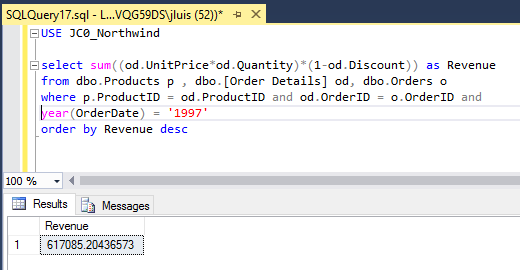 SQLQuery17.sql - L...VQG59DS\jluis (52))*
USE JC0_Northwind
select sum((od.UnitPrice*od.Quantity)*(1-od.Discount)) as Revenue
from dbo.Products p , dbo.[Order Details] od, dbo.Orders o
where p.ProductID = od.ProductID and od.OrderID = o.OrderID and
year(OrderDate) = '1997'
order by Revenue desc
100 %
Results Messages
Revenue
1 617085.20436573